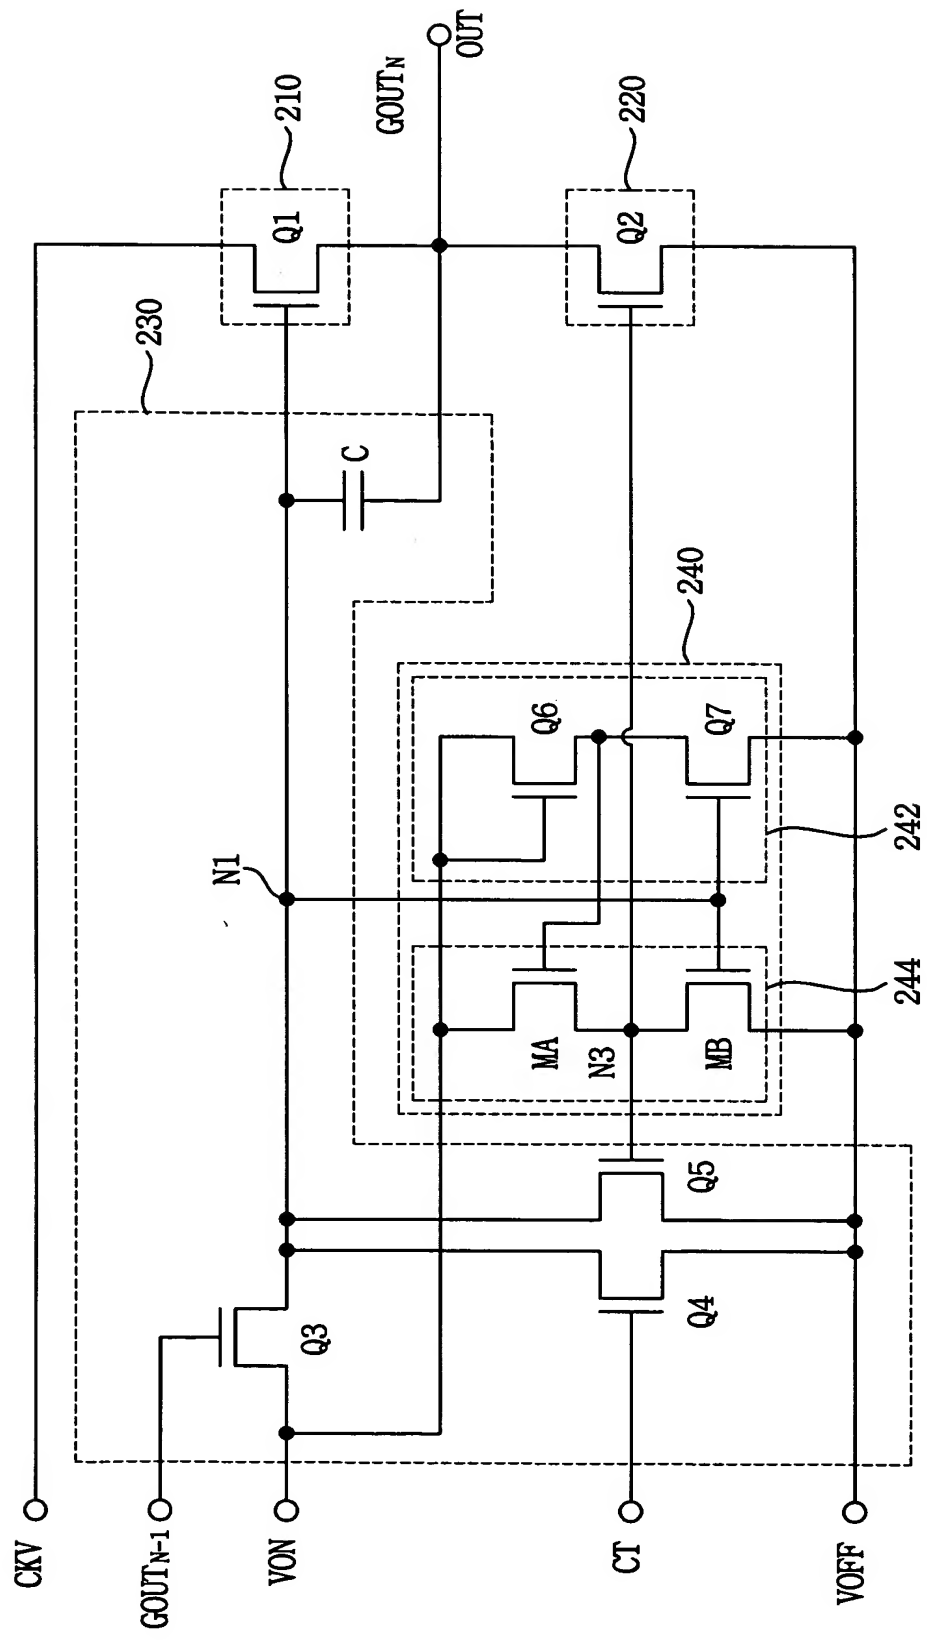 CKV
GOUTN-1
VON
CT
VOFF
230
Q3
N1
C
210
Q1
GOUTN
OUT
220
Q2
240
Q6
Q7
242
244
MA
N3
MB
Q5
Q4